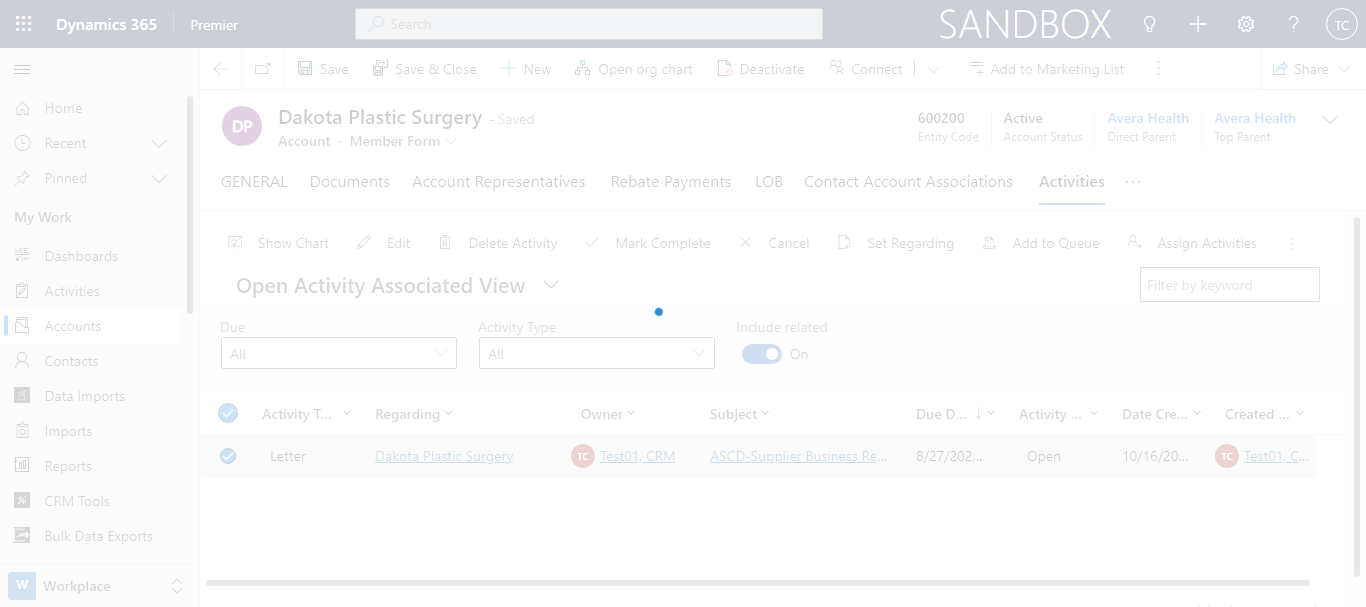 Dynamics 365 Premier Search SANDBOX TC
Save Save & Close New Open org chart Deactivate Connect Add to Marketing List Share
Home
Recent
Pinned
My Work
Dashboards
Activities
Accounts
Contacts
Data Imports
Imports
Reports
CRM Tools
Bulk Data Exports
W Workplace
DP
Dakota Plastic Surgery - Saved
Account · Member Form
600200
Entity Code
Active
Account Status
Avera Health
Direct Parent
Avera Health
Top Parent
GENERAL Documents Account Representatives Rebate Payments LOB Contact Account Associations Activities ...
Show Chart Edit Delete Activity Mark Complete Cancel Set Regarding Add to Queue Assign Activities
Open Activity Associated View Filter by keyword
Due Activity Type Include related
All All On
Activity T... Regarding Owner Subject Due D... ↓ Activity ... Date Cre... Created ...
Letter Dakota Plastic Surgery TC Test01, CRM ASCD-Supplier Business Re... 8/27/202... Open 10/16/20... TC Test01, C...